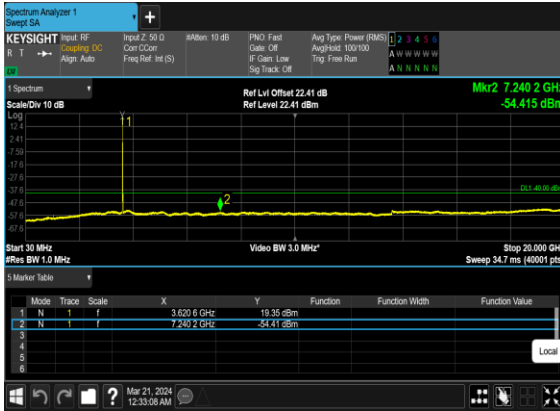 Spectrum Analyzer 1
Swept SA
+
KEYSIGHT Input: RF Input Z: 50 Ω #Atten: 10 dB PNO: Fast Avg Type: Power (RMS) 1 2 3 4 5 6
R T Coupling: DC Corr CCorr Gate: Off Avg|Hold: 100/100 A W W W W W
Align: Auto Freq Ref: Int (S) IF Gain: Low Trig: Free Run
Sig Track: Off A N N N N N
1 Spectrum Ref Lvl Offset 22.41 dB Mkr2 7.240 2 GHz
Scale/Div 10 dB Ref Level 22.41 dBm -54.415 dBm
Log
12.4
2.41
-7.59
-17.6
-27.6
-37.6
-47.6
-57.6
-67.6
1
2
DL1 -40.00 dBm
Start 30 MHz Video BW 3.0 MHz* Stop 20.000 GHz
#Res BW 1.0 MHz Sweep 34.7 ms (40001 pts)
5 Marker Table
Mode Trace Scale X Y Function Function Width Function Value
1 N 1 f 3.620 6 GHz 19.35 dBm
2 N 1 f 7.240 2 GHz -54.41 dBm
3
4
5
6
Local
? Mar 21, 2024
12:33:08 AM